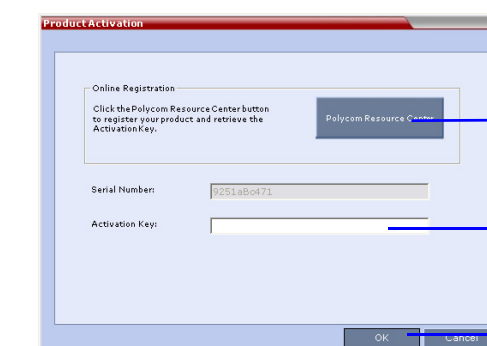 Product Activation
Online Registration
Click the Polycom Resource Center button
to register your product and retrieve the
Activation Key.
Polycom Resource Center
Serial Number:
9251aBc471
Activation Key:
OK
Cancel